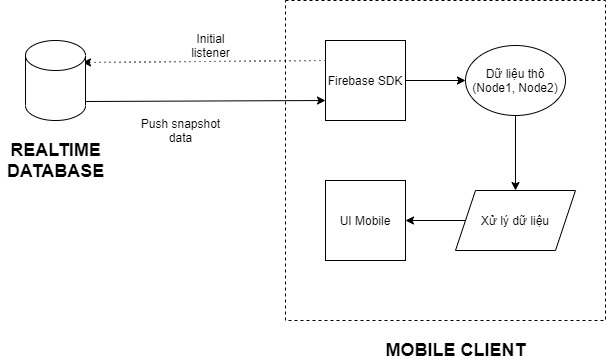 Initial
listener
Firebase SDK
Dữ liệu thô
(Node1, Node2)
Push snapshot
data
REALTIME
DATABASE
UI Mobile
Xử lý dữ liệu
MOBILE CLIENT